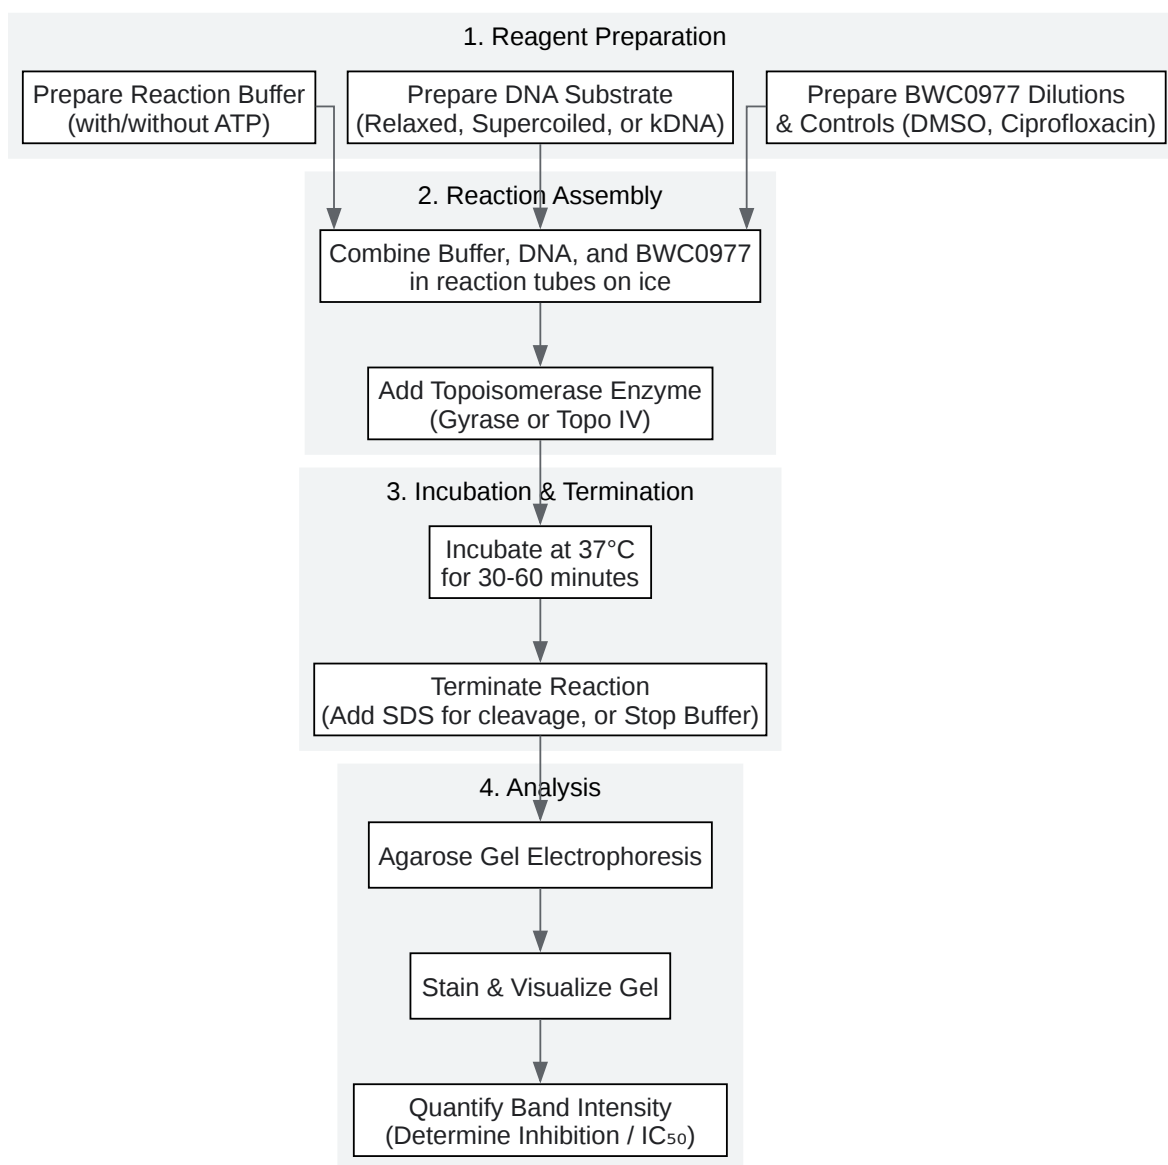 1. Reagent Preparation
Prepare Reaction Buffer
(with/without ATP)
Prepare DNA Substrate
(Relaxed, Supercoiled, or kDNA)
Prepare BWC0977 Dilutions
& Controls (DMSO, Ciprofloxacin)
2. Reaction Assembly
Combine Buffer, DNA, and BWC0977
in reaction tubes on ice
Add Topoisomerase Enzyme
(Gyrase or Topo IV)
3. Incubation & Termination
Incubate at 37°C
for 30-60 minutes
Terminate Reaction
(Add SDS for cleavage, or Stop Buffer)
4. Analysis
Agarose Gel Electrophoresis
Stain & Visualize Gel
Quantify Band Intensity
(Determine Inhibition / IC₅₀)